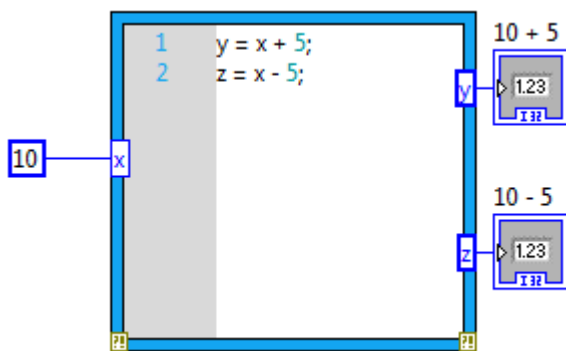 10 + 5
1 y = x + 5;
2 z = x - 5;
y
1.23
I32
10
x
10 - 5
z
1.23
I32